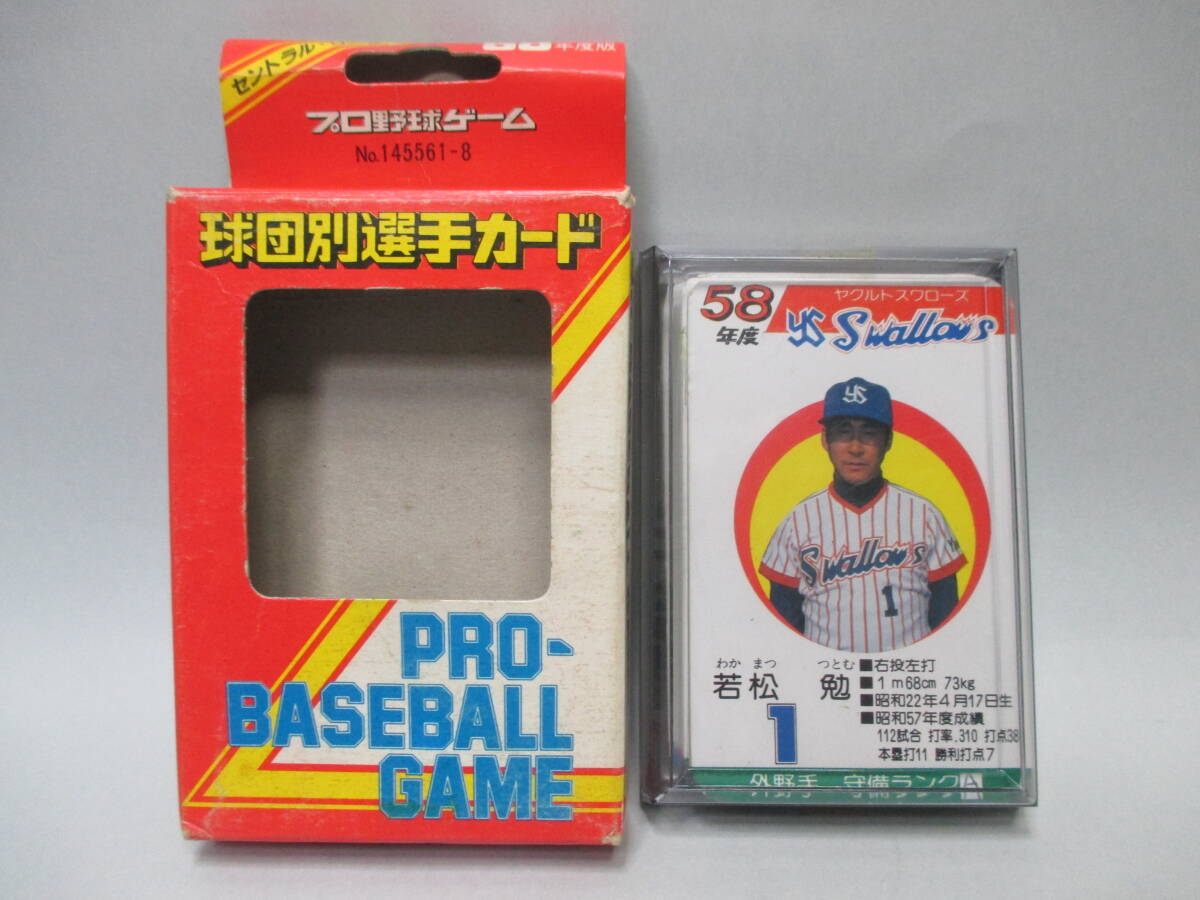 セントラル
年度版
プロ野球ゲーム
No.145561-8
球団別選手カード
PRO-
BASEBALL
GAME
58
年度
ヤクルトスワローズ
YS Swallows
YS
Swallows
1
わか まつ つとむ
若松 勉
1
■右投左打
■1m68cm 73kg
■昭和22年4月17日生
■昭和57年度成績
112試合 打率.310 打点38
本塁打11 勝利打点7
外野手 守備ランクA